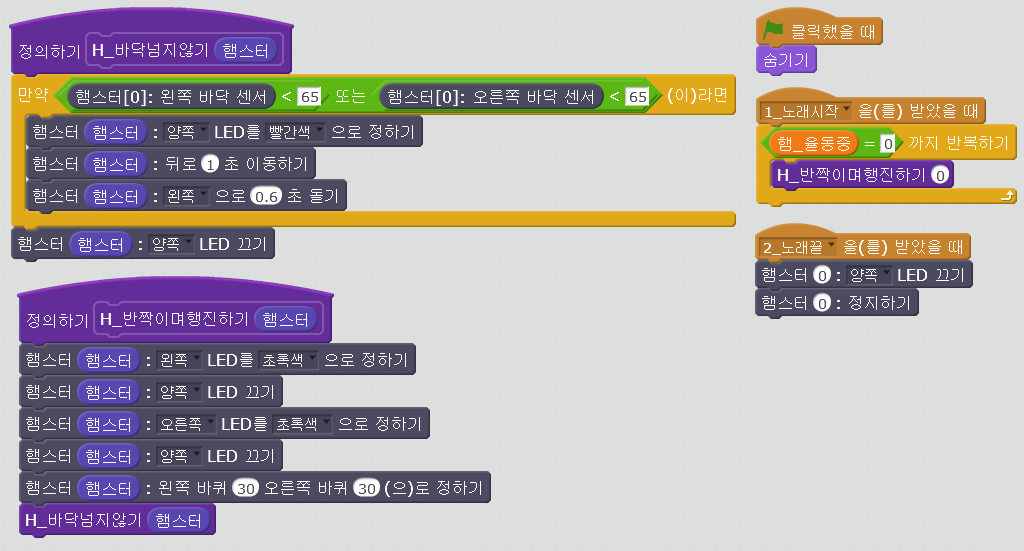 정의하기 H_바닥넘지않기 햄스터
만약 햄스터[0]: 왼쪽 바닥 센서 < 65 또는 햄스터[0]: 오른쪽 바닥 센서 < 65 (이)라면
햄스터 햄스터 : 양쪽 LED를 빨간색 으로 정하기
햄스터 햄스터 : 뒤로 1 초 이동하기
햄스터 햄스터 : 왼쪽 으로 0.6 초 돌기
햄스터 햄스터 : 양쪽 LED 끄기
정의하기 H_반짝이며행진하기 햄스터
햄스터 햄스터 : 왼쪽 LED를 초록색 으로 정하기
햄스터 햄스터 : 양쪽 LED 끄기
햄스터 햄스터 : 오른쪽 LED를 초록색 으로 정하기
햄스터 햄스터 : 양쪽 LED 끄기
햄스터 햄스터 : 왼쪽 바퀴 30 오른쪽 바퀴 30 (으)로 정하기
H_바닥넘지않기 햄스터
클릭했을 때
숨기기
1_노래시작 을(를) 받았을 때
햄_율동중 = 0 까지 반복하기
H_반짝이며행진하기 0
2_노래끝 을(를) 받았을 때
햄스터 0 : 양쪽 LED 끄기
햄스터 0 : 정지하기